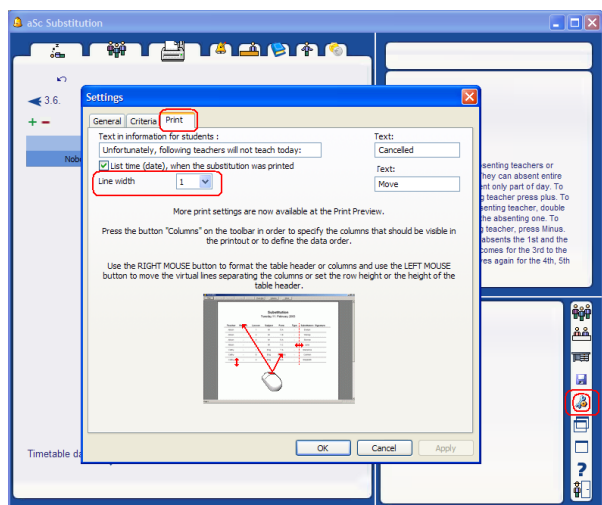 aSc Substitution
3.6.
Nob
Settings
General Criteria Print
Text in information for students : Text:
Unfortunately, following teachers will not teach today: Cancelled
List time (date), when the substitution was printed Text:
Line width 1 Move
More print settings are now available at the Print Preview.
Press the button "Columns" on the toolbar in order to specify the columns that should be visible in
the printout or to define the data order.
Use the RIGHT MOUSE button to format the table header or columns and use the LEFT MOUSE
button to move the virtual lines separating the columns or set the row height or the height of the
table header.
Substitution
OK Cancel Apply
senting teachers or
They can absent entire
ent only part of day. To
g teacher press plus. To
senting teacher, double
the absenting one. To
g teacher, press Minus.
absents the 1st and the
comes for the 3rd to the
ves again for the 4th, 5th
Timetable da